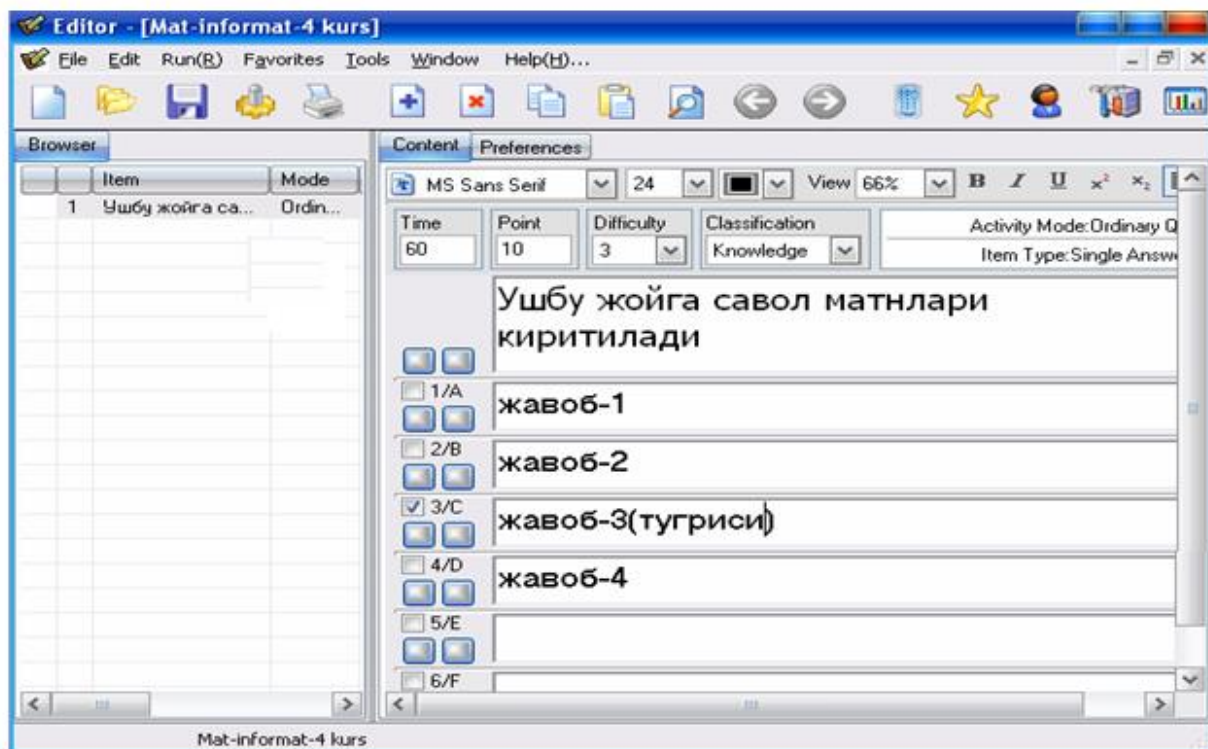 Editor - [Mat-informat-4 kurs]
File Edit Run(R) Favorites Tools Window Help(H)...
Browser
Content Preferences
Item Mode
1 Ушбу жойга са... Ordin...
MS Sans Serif 24 View 66% B I U x² x₂
Time Point Difficulty Classification
60 10 3 Knowledge
Activity Mode:Ordinary Q
Item Type:Single Answ
Ушбу жойга савол матнлари
киритилади
1/A
жавоб-1
2/B
жавоб-2
3/C
жавоб-3(тугриси)
4/D
жавоб-4
5/E
6/F
Mat-informat-4 kurs